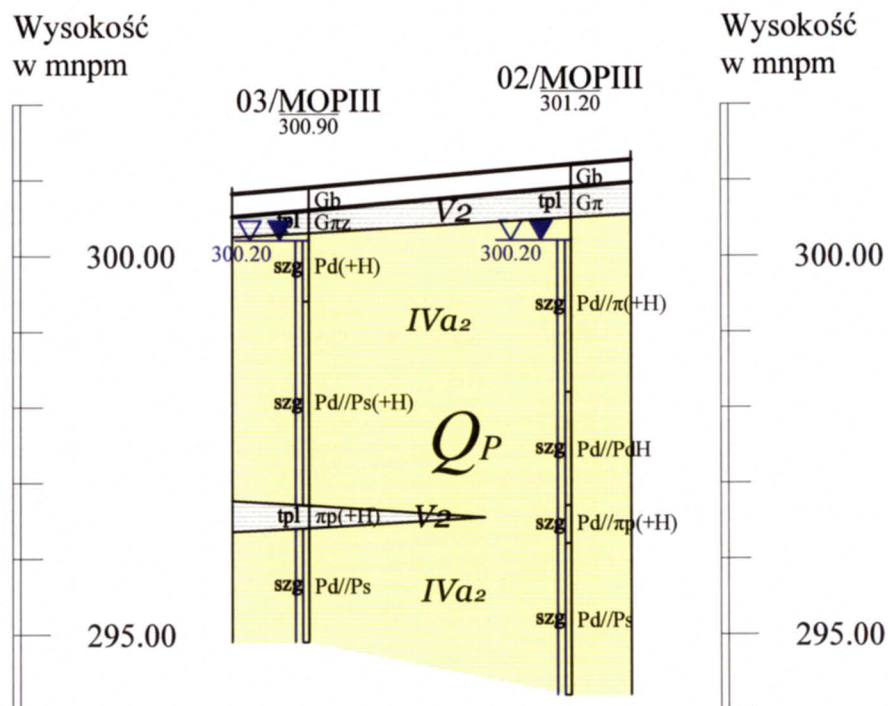 Wysokość
w mnpm
Wysokość
w mnpm
03/MOPIII
300.90
02/MOPIII
301.20
Gb
Gb
tpl Gπz
V2
tpl Gπ
300.20
300.20
300.00
300.00
szg Pd(+H)
szg Pd//π(+H)
IVa2
szg Pd//Ps(+H)
QP
szg Pd//PdH
tpl πp(+H)
V2
szg Pd//πp(+H)
szg Pd//Ps
IVa2
szg Pd//Ps
295.00
295.00